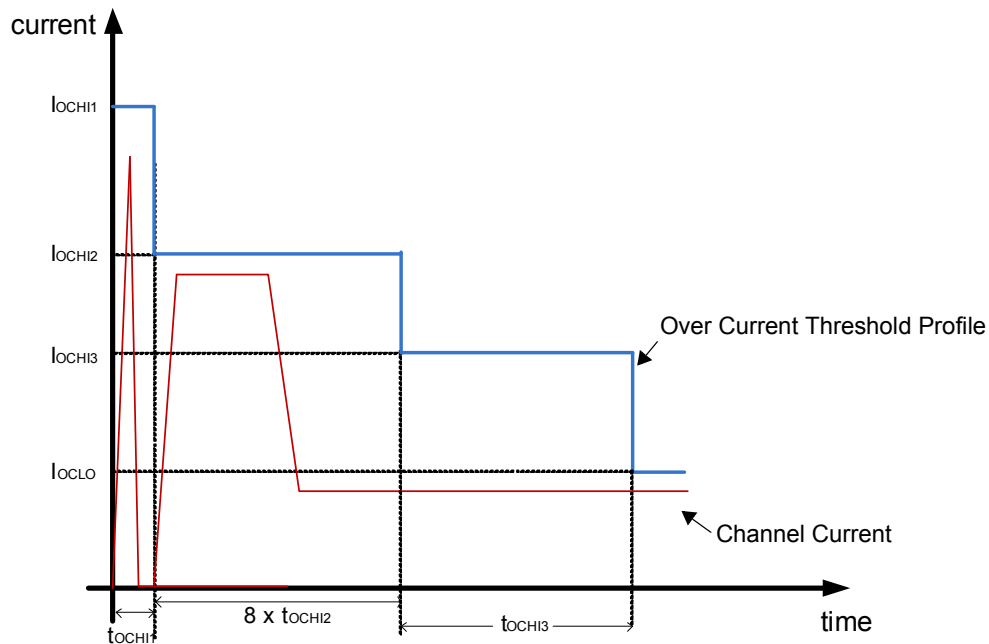 current
IOCHI1
IOCHI2
IOCHI3
IOCLO
Over Current Threshold Profile
Channel Current
tOCHI1
8 x tOCHI2
tOCHI3
time